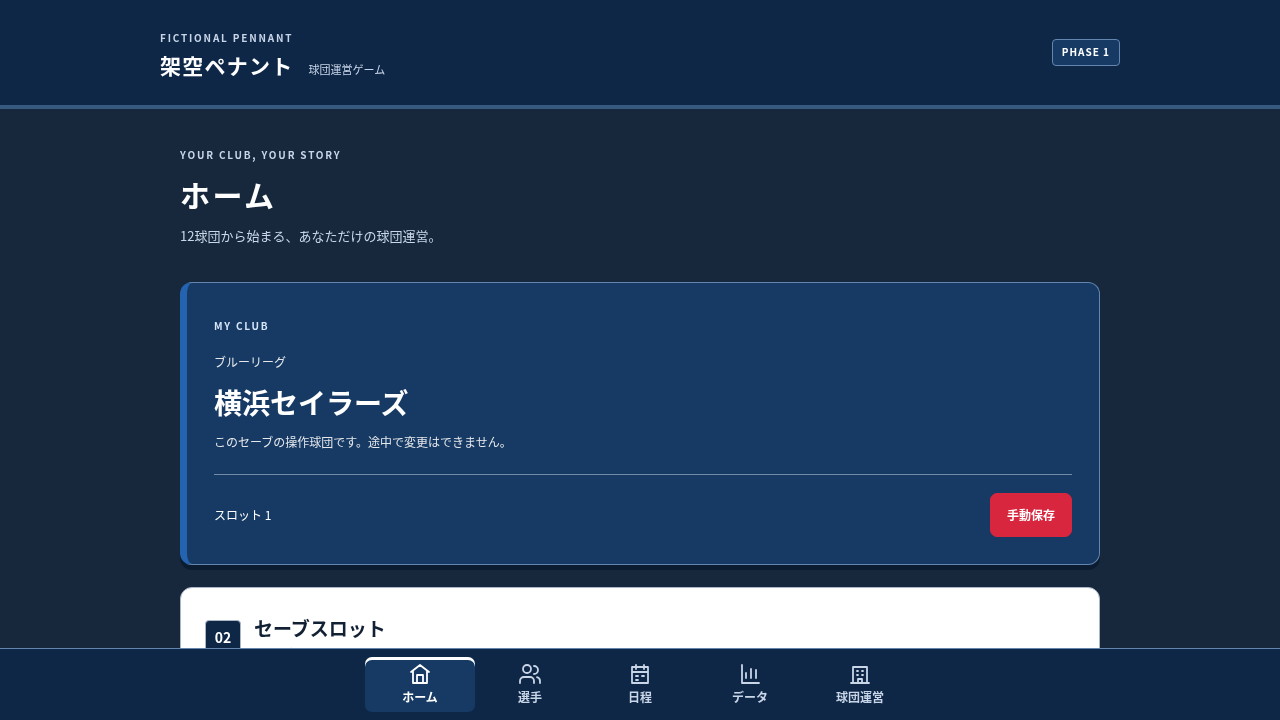 FICTIONAL PENNANT
架空ペナント 球団運営ゲーム
PHASE 1
YOUR CLUB, YOUR STORY
ホーム
12球団から始まる、あなただけの球団運営。
MY CLUB
ブルーリーグ
横浜セイラーズ
このセーブの操作球団です。途中で変更はできません。
スロット 1
手動保存
02 セーブスロット
ホーム 選手 日程 データ 球団運営